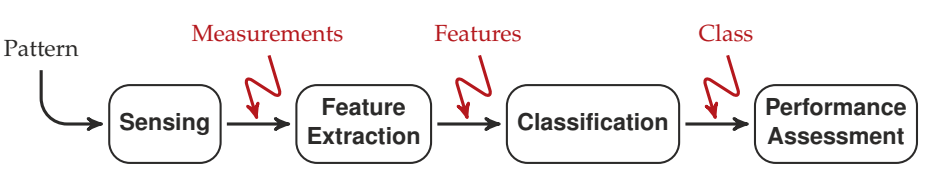 Measurements
Features
Class
Pattern
Sensing
Feature
Extraction
Classification
Performance
Assessment